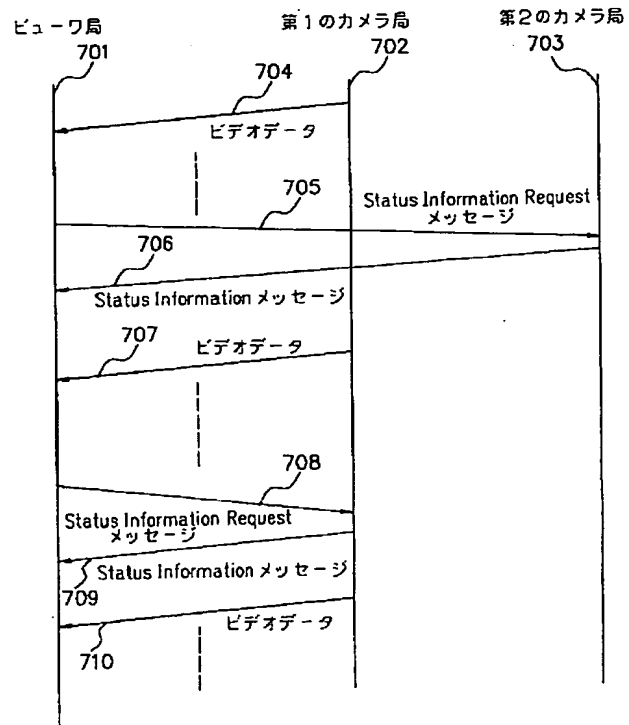 ビューワ局
701
第1のカメラ局
702
第2のカメラ局
703
704
ビデオデータ
705
Status Information Request
メッセージ
706
Status Information メッセージ
707
ビデオデータ
708
Status Information Request
メッセージ
709
Status Information メッセージ
710
ビデオデータ